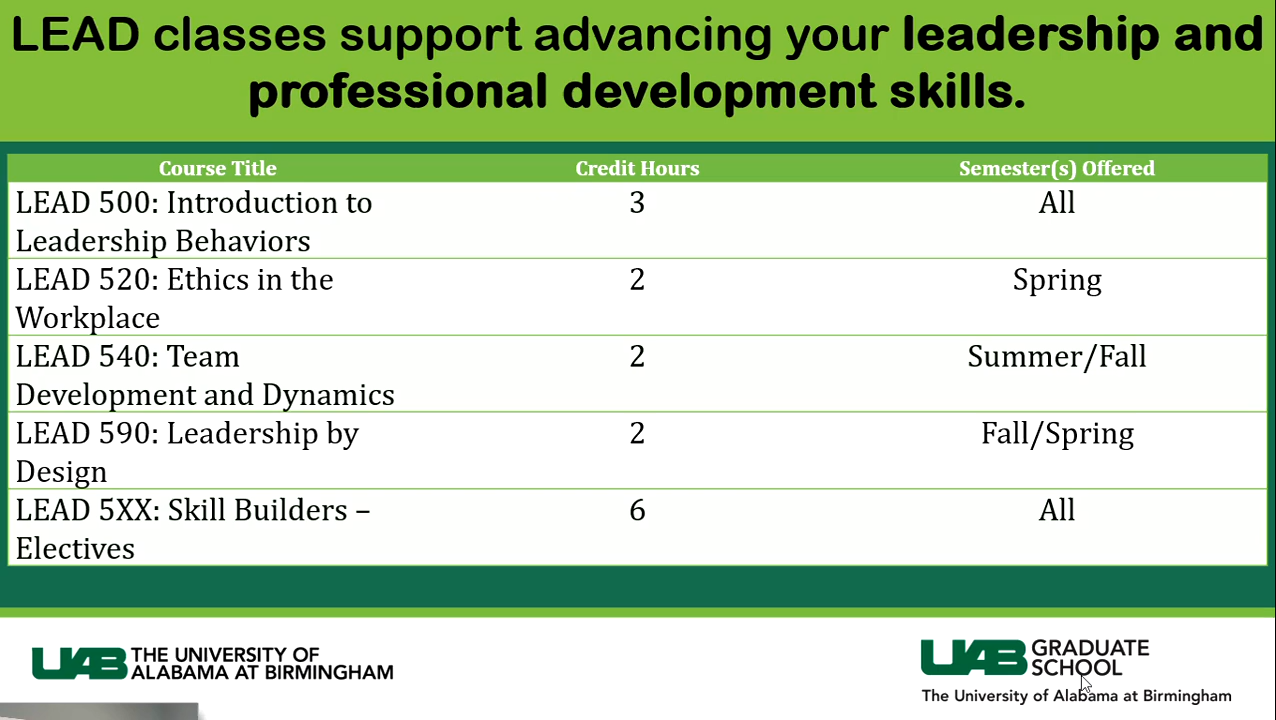 LEAD classes support advancing your leadership and
professional development skills.
Course Title Credit Hours Semester(s) Offered
LEAD 500: Introduction to Leadership Behaviors 3 All
LEAD 520: Ethics in the Workplace 2 Spring
LEAD 540: Team Development and Dynamics 2 Summer/Fall
LEAD 590: Leadership by Design 2 Fall/Spring
LEAD 5XX: Skill Builders – Electives 6 All
UAB THE UNIVERSITY OF
ALABAMA AT BIRMINGHAM
UAB GRADUATE
SCHOOL
The University of Alabama at Birmingham